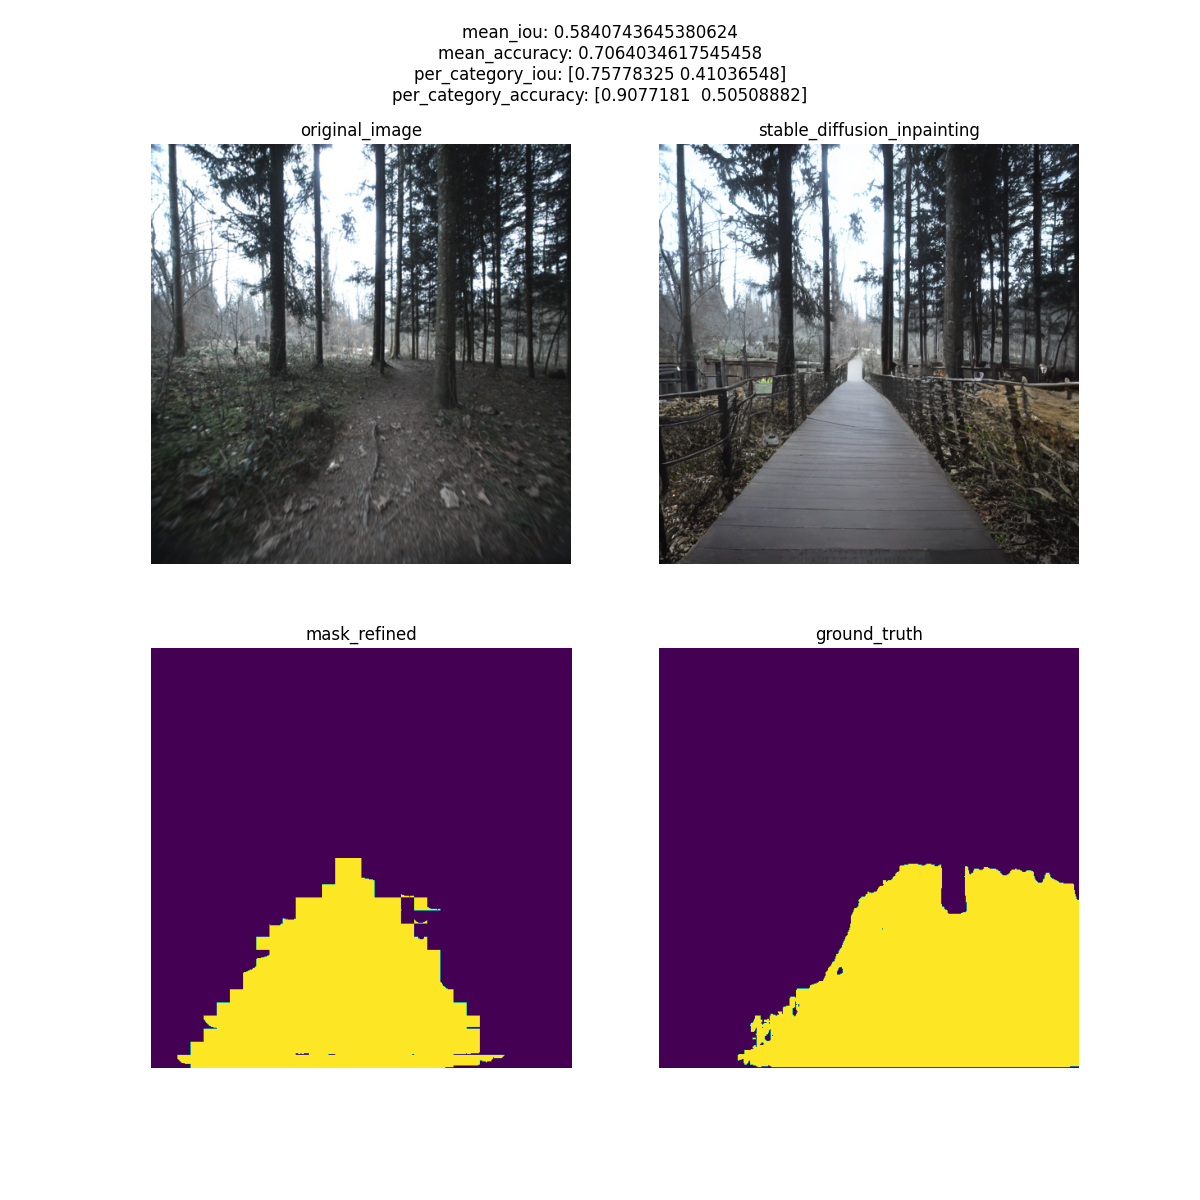 mean_iou: 0.5840743645380624
mean_accuracy: 0.7064034617545458
per_category_iou: [0.75778325 0.41036548]
per_category_accuracy: [0.9077181  0.50508882]
original_image
stable_diffusion_inpainting
mask_refined
ground_truth